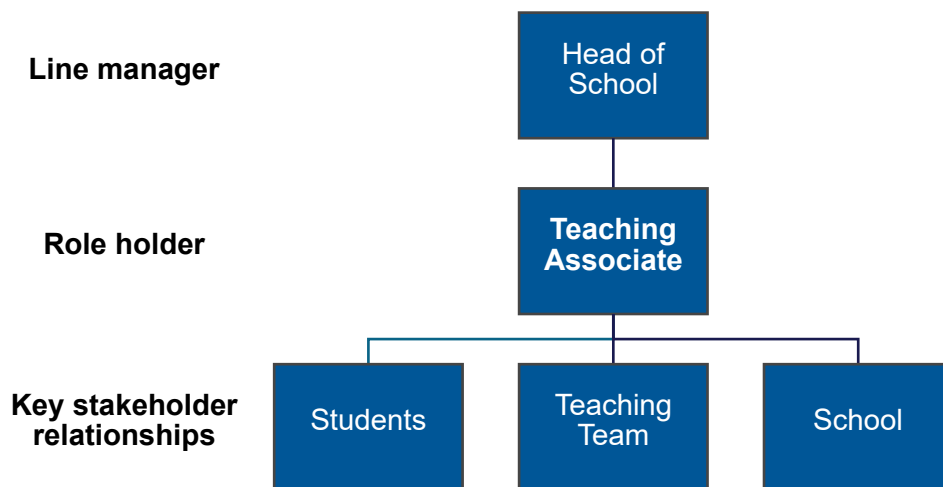 Line manager
Head of
School
Role holder
Teaching
Associate
Key stakeholder
relationships
Students
Teaching
Team
School